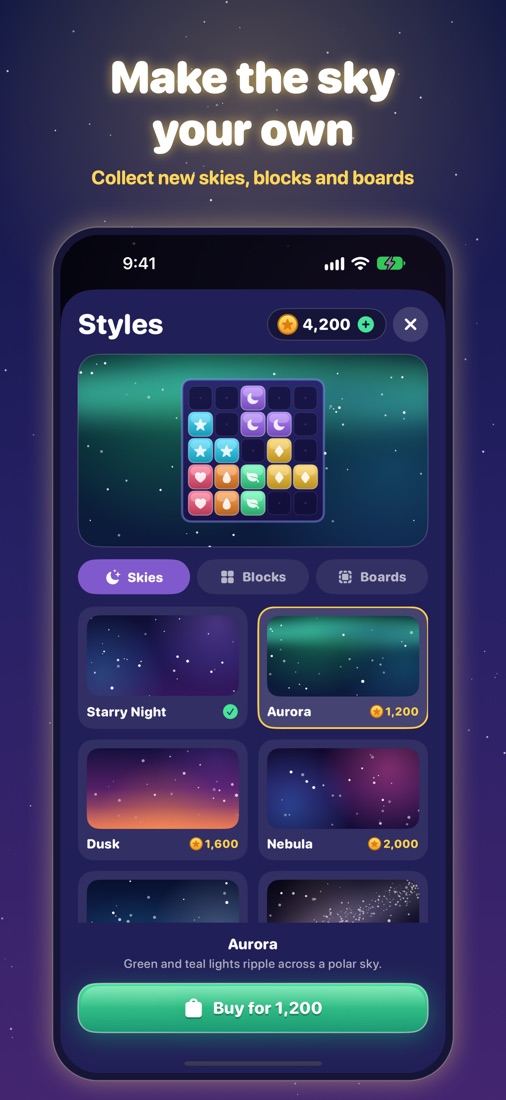 Make the sky
your own
Collect new skies, blocks and boards
9:41
Styles
4,200
Skies
Blocks
Boards
Starry Night
Aurora
1,200
Dusk
1,600
Nebula
2,000
Aurora
Green and teal lights ripple across a polar sky.
Buy for 1,200